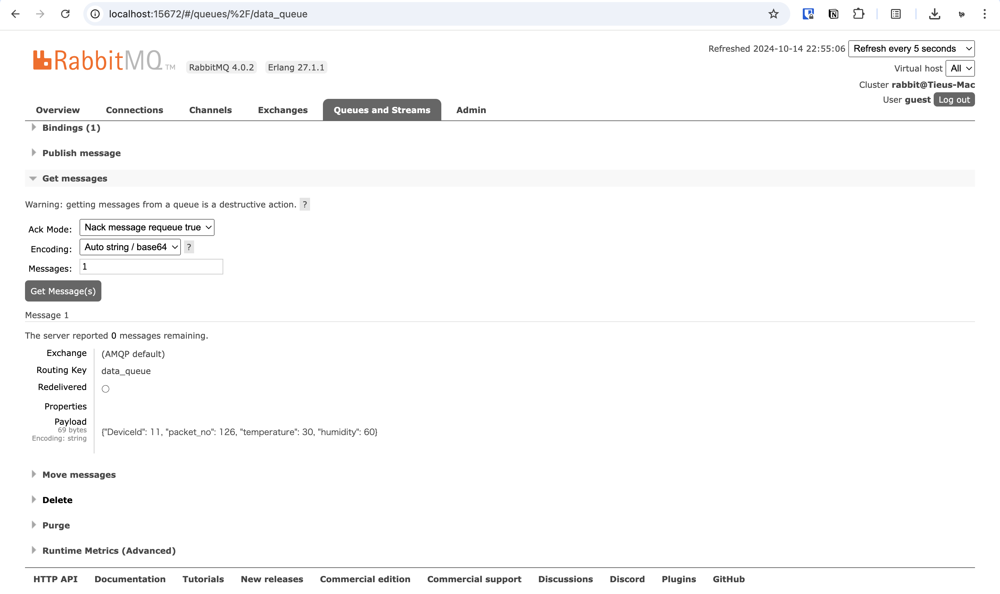 localhost:15672/#/queues/%2F/data_queue
RabbitMQ TM
RabbitMQ 4.0.2 Erlang 27.1.1
Refreshed 2024-10-14 22:55:06 Refresh every 5 seconds
Virtual host All
Cluster rabbit@Tieus-Mac
User guest Log out
Overview Connections Channels Exchanges Queues and Streams Admin
Bindings (1)
Publish message
Get messages
Warning: getting messages from a queue is a destructive action. ?
Ack Mode: Nack message requeue true
Encoding: Auto string / base64 ?
Messages: 1
Get Message(s)
Message 1
The server reported 0 messages remaining.
Exchange (AMQP default)
Routing Key data_queue
Redelivered ○
Properties
Payload
69 bytes
Encoding: string
{"DeviceId": 11, "packet_no": 126, "temperature": 30, "humidity": 60}
Move messages
Delete
Purge
Runtime Metrics (Advanced)
HTTP API Documentation Tutorials New releases Commercial edition Commercial support Discussions Discord Plugins GitHub